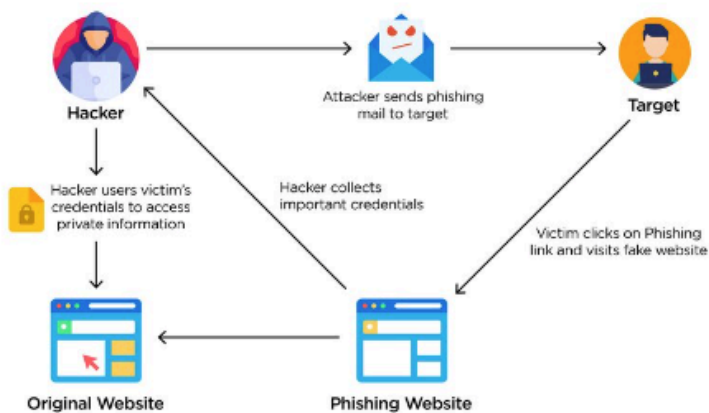 Hacker
Attacker sends phishing
mail to target
Target
Hacker users victim's
credentials to access
private information
Hacker collects
important credentials
Victim clicks on Phishing
link and visits fake website
Original Website
Phishing Website